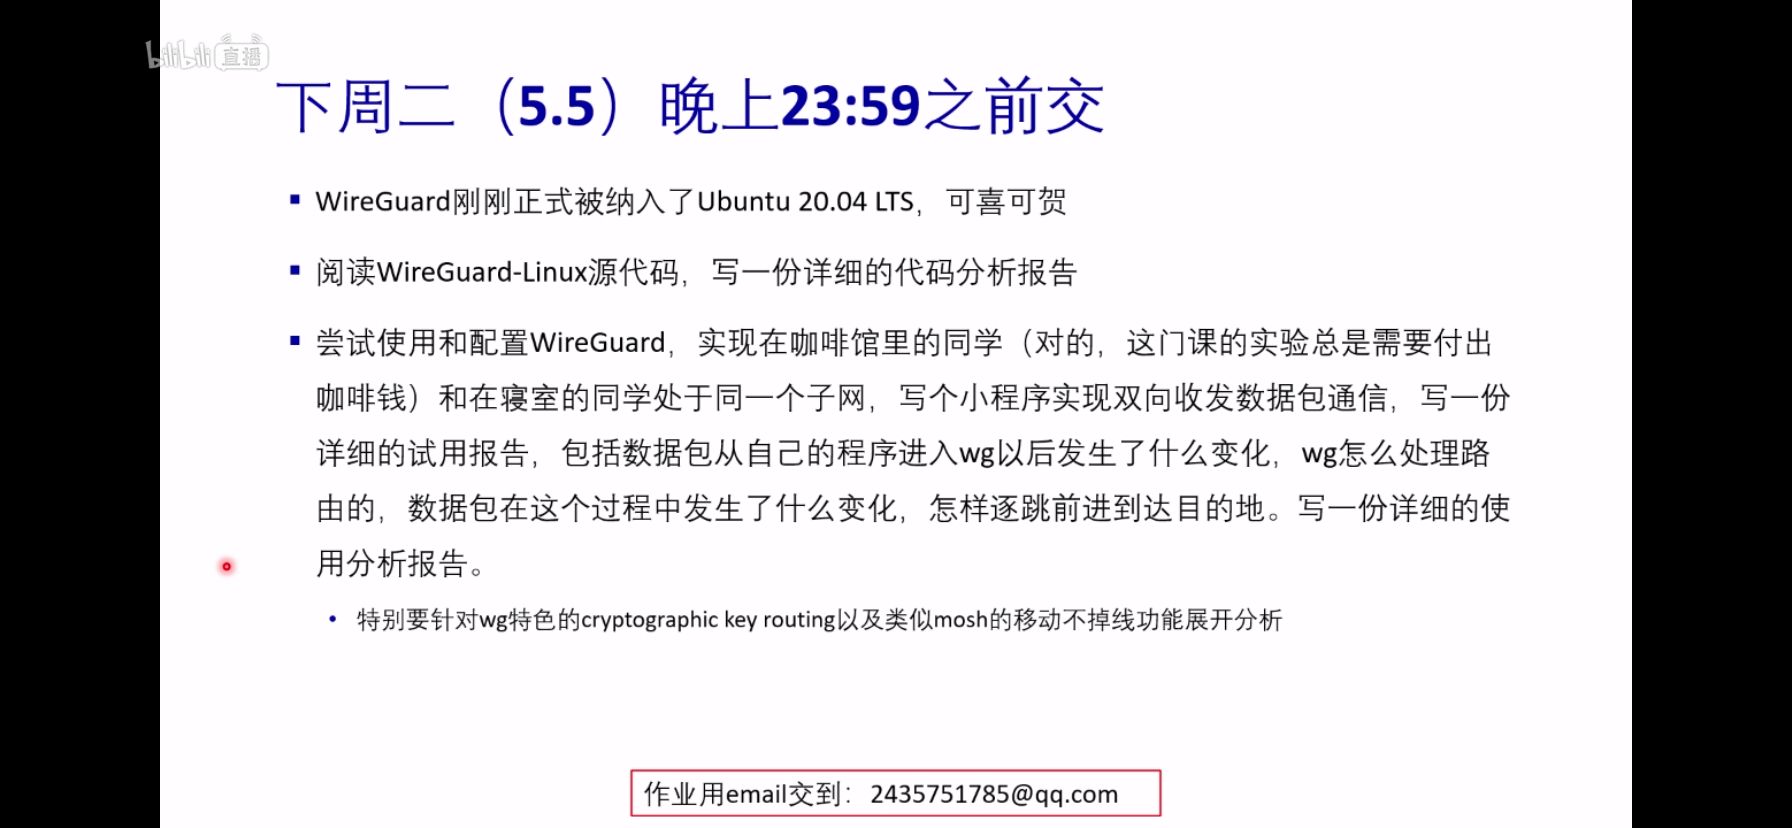 bilibili 直播
下周二（5.5）晚上23:59之前交
▪ WireGuard刚刚正式被纳入了Ubuntu 20.04 LTS，可喜可贺
▪ 阅读WireGuard-Linux源代码，写一份详细的代码分析报告
▪ 尝试使用和配置WireGuard，实现在咖啡馆里的同学（对的，这门课的实验总是需要付出
咖啡钱）和在寝室的同学处于同一个子网，写个小程序实现双向收发数据包通信，写一份
详细的试用报告，包括数据包从自己的程序进入wg以后发生了什么变化，wg怎么处理路
由的，数据包在这个过程中发生了什么变化，怎样逐跳前进到达目的地。写一份详细的使
用分析报告。
• 特别要针对wg特色的cryptographic key routing以及类似mosh的移动不掉线功能展开分析
作业用email交到：2435751785@qq.com